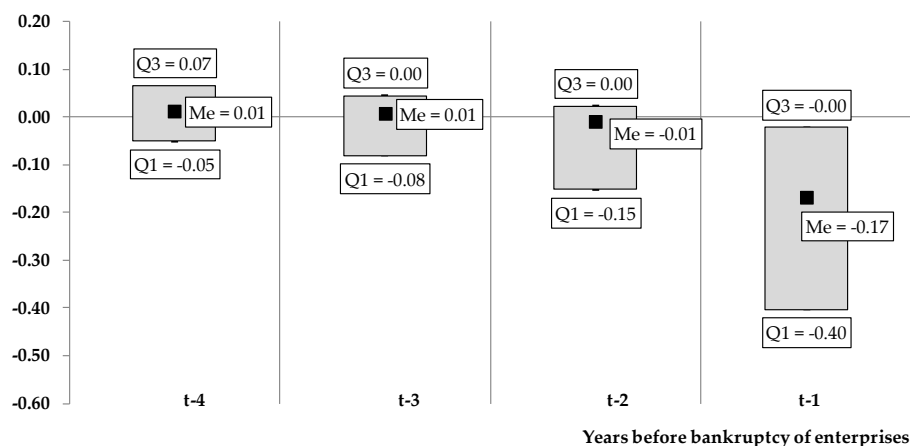 0.20
0.10
0.00
-0.10
-0.20
-0.30
-0.40
-0.50
-0.60
Q3 = 0.07
Me = 0.01
Q1 = -0.05
Q3 = 0.00
Me = 0.01
Q1 = -0.08
Q3 = 0.00
Me = -0.01
Q1 = -0.15
Q3 = -0.00
Me = -0.17
Q1 = -0.40
t-4 t-3 t-2 t-1
Years before bankruptcy of enterprises